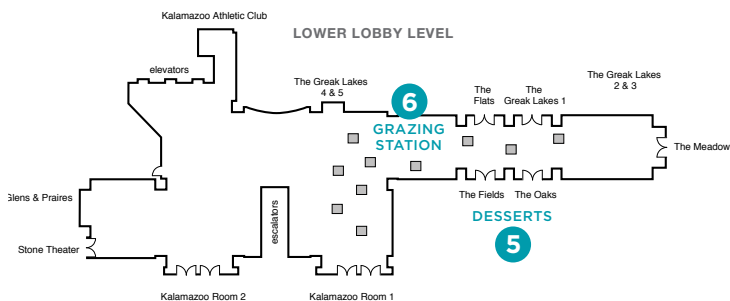 Kalamazoo Athletic Club
LOWER LOBBY LEVEL
elevators
The Greak Lakes
4 & 5
6
GRAZING
STATION
The
Flats
The
Greak Lakes 1
The Greak Lakes
2 & 3
The Meadow
Glens & Praires
Stone Theater
escalators
The Fields
The Oaks
DESSERTS
5
Kalamazoo Room 2
Kalamazoo Room 1